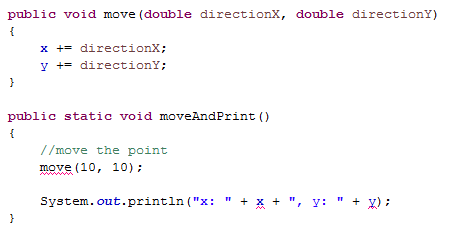 public void move(double directionX, double directionY)
{
x += directionX;
y += directionY;
}
public static void moveAndPrint()
{
//move the point
move(10, 10);
System.out.println("x: " + x + ", y: " + y);
}